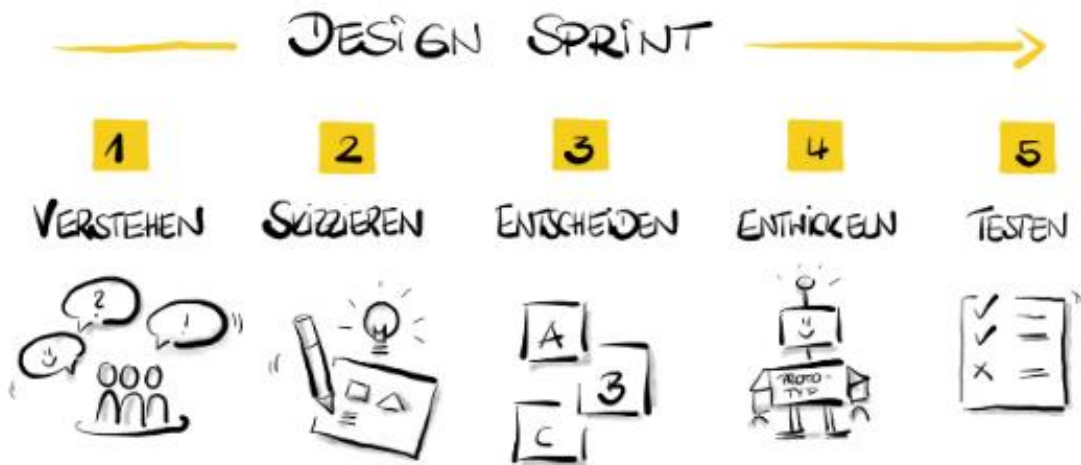 DESIGN SPRINT
1 2 3 4 5
VERSTEHEN SKIZZIEREN ENTSCHEIDEN ENTWICKELN TESTEN
?
!
A
B
C
PROTO-
TYP